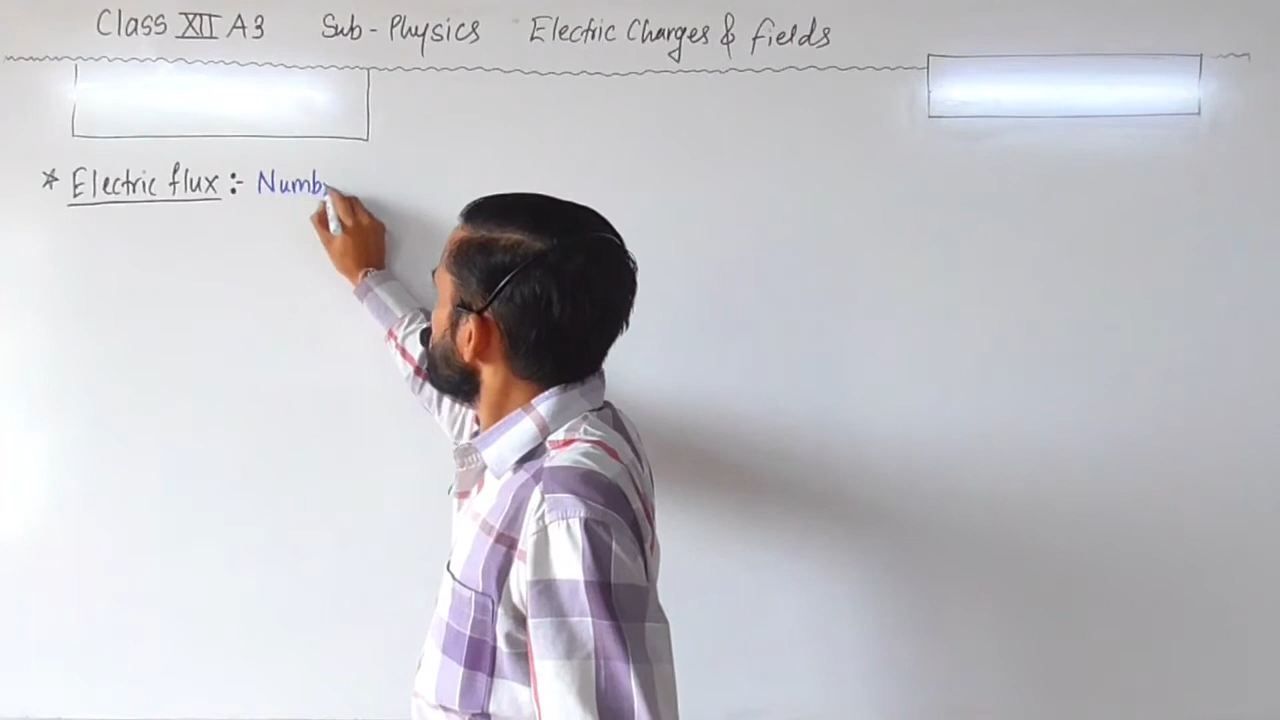 Class XII A3 Sub - Physics Electric Charges & fields
* Electric flux :- Numb